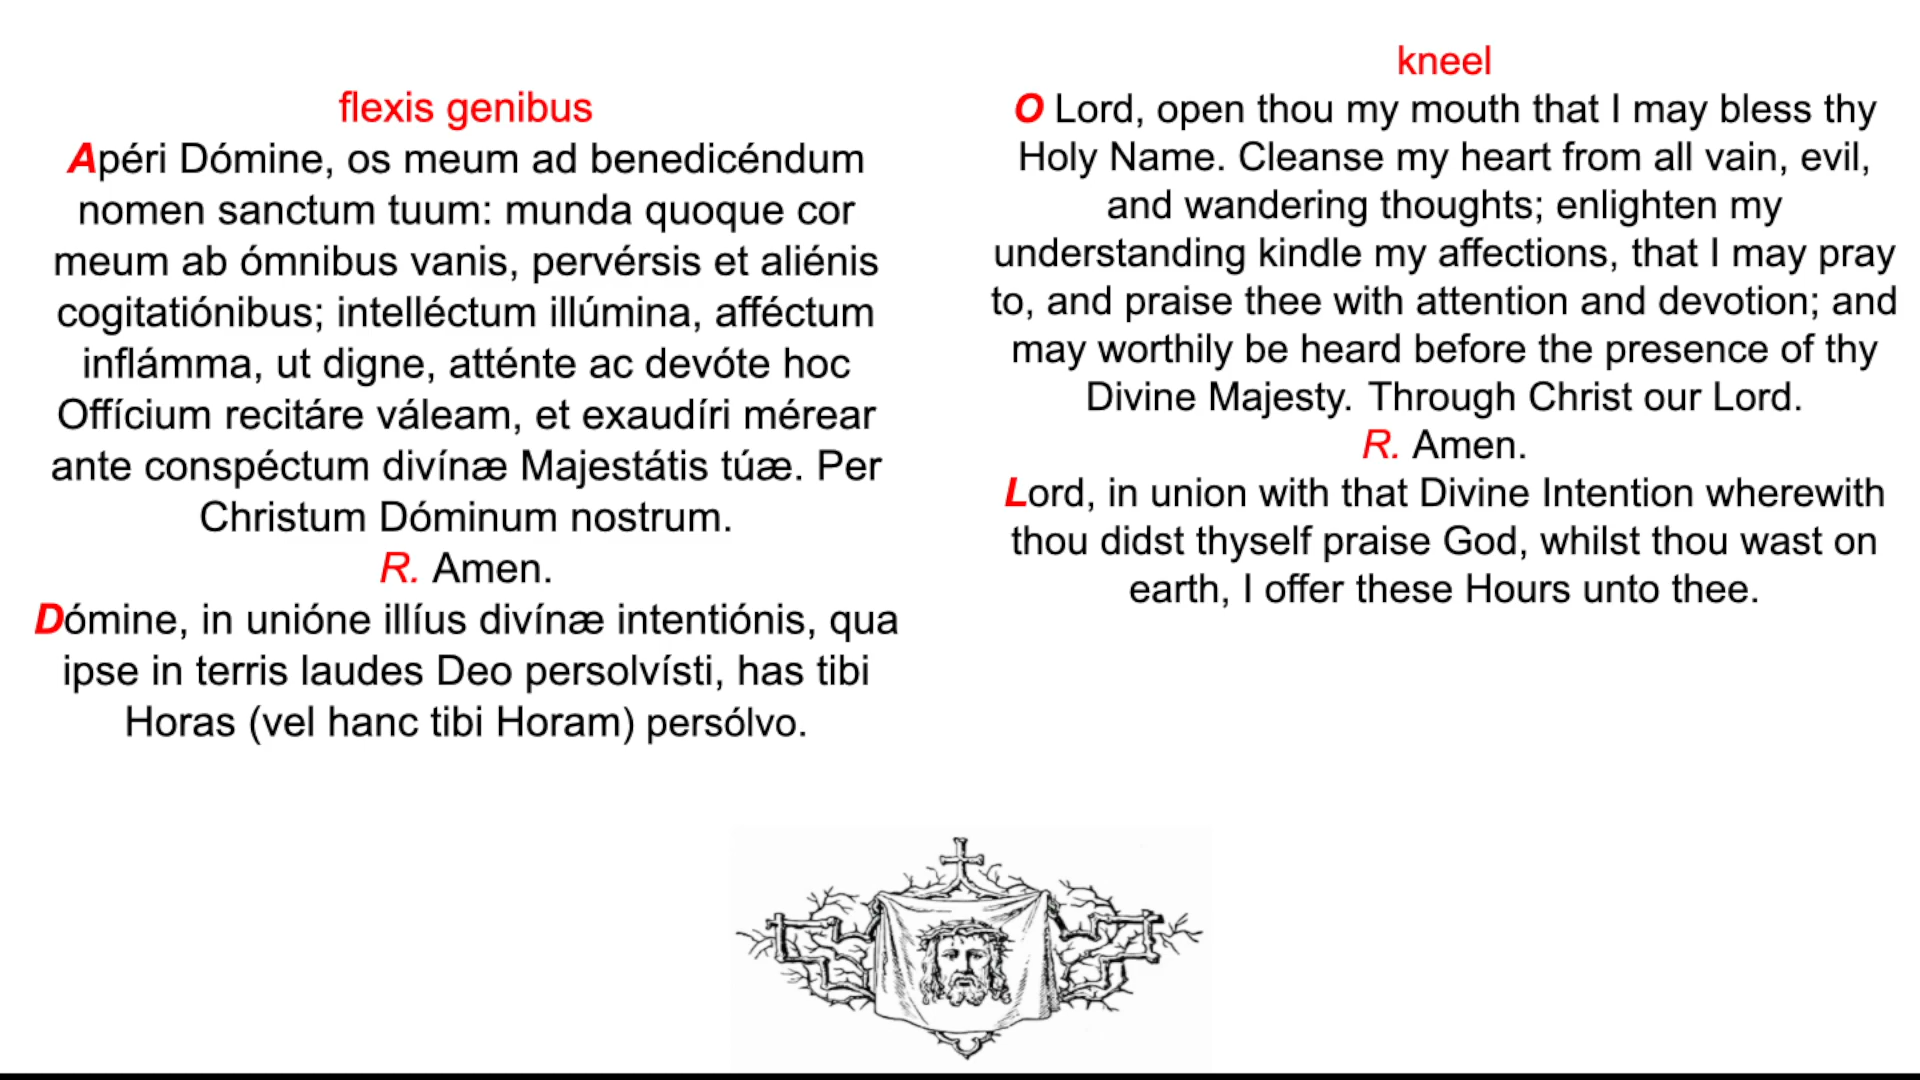 flexis genibus
Apéri Dómine, os meum ad benedicéndum
nomen sanctum tuum: munda quoque cor
meum ab ómnibus vanis, pervérsis et aliénis
cogitatiónibus; intelléctum illúmina, afféctum
inflámma, ut digne, atténte ac devóte hoc
Offícium recitáre váleam, et exaudíri mérear
ante conspéctum divínæ Majestátis túæ. Per
Christum Dóminum nostrum.
R. Amen.
Dómine, in unióne illíus divínæ intentiónis, qua
ipse in terris laudes Deo persolvísti, has tibi
Horas (vel hanc tibi Horam) persólvo.
kneel
O Lord, open thou my mouth that I may bless thy
Holy Name. Cleanse my heart from all vain, evil,
and wandering thoughts; enlighten my
understanding kindle my affections, that I may pray
to, and praise thee with attention and devotion; and
may worthily be heard before the presence of thy
Divine Majesty. Through Christ our Lord.
R. Amen.
Lord, in union with that Divine Intention wherewith
thou didst thyself praise God, whilst thou wast on
earth, I offer these Hours unto thee.